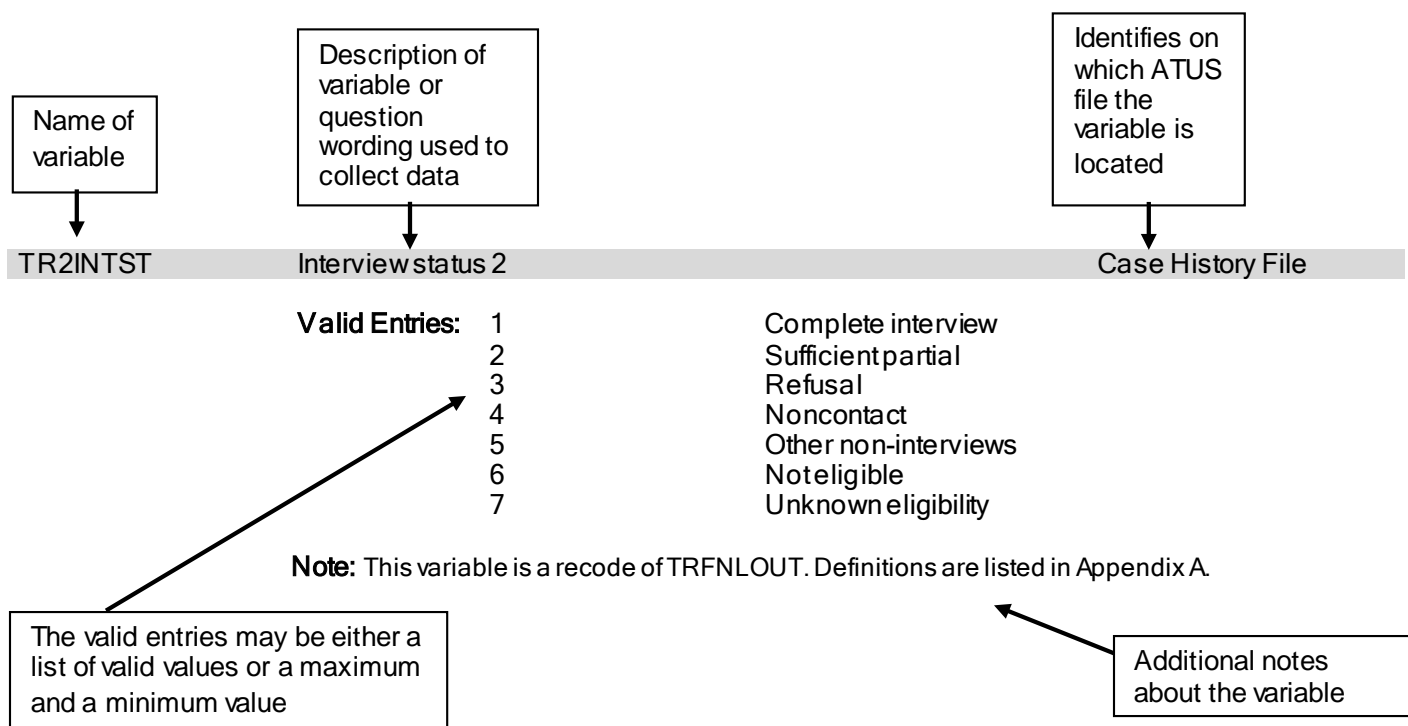 Name of
variable
Description of
variable or
question
wording used to
collect data
Identifies on
which ATUS
file the
variable is
located
TR2INTST Interview status 2 Case History File
Valid Entries: 1 Complete interview
2 Sufficient partial
3 Refusal
4 Noncontact
5 Other non-interviews
6 Not eligible
7 Unknown eligibility
Note: This variable is a recode of TRFNLOUT. Definitions are listed in Appendix A.
The valid entries may be either a
list of valid values or a maximum
and a minimum value
Additional notes
about the variable